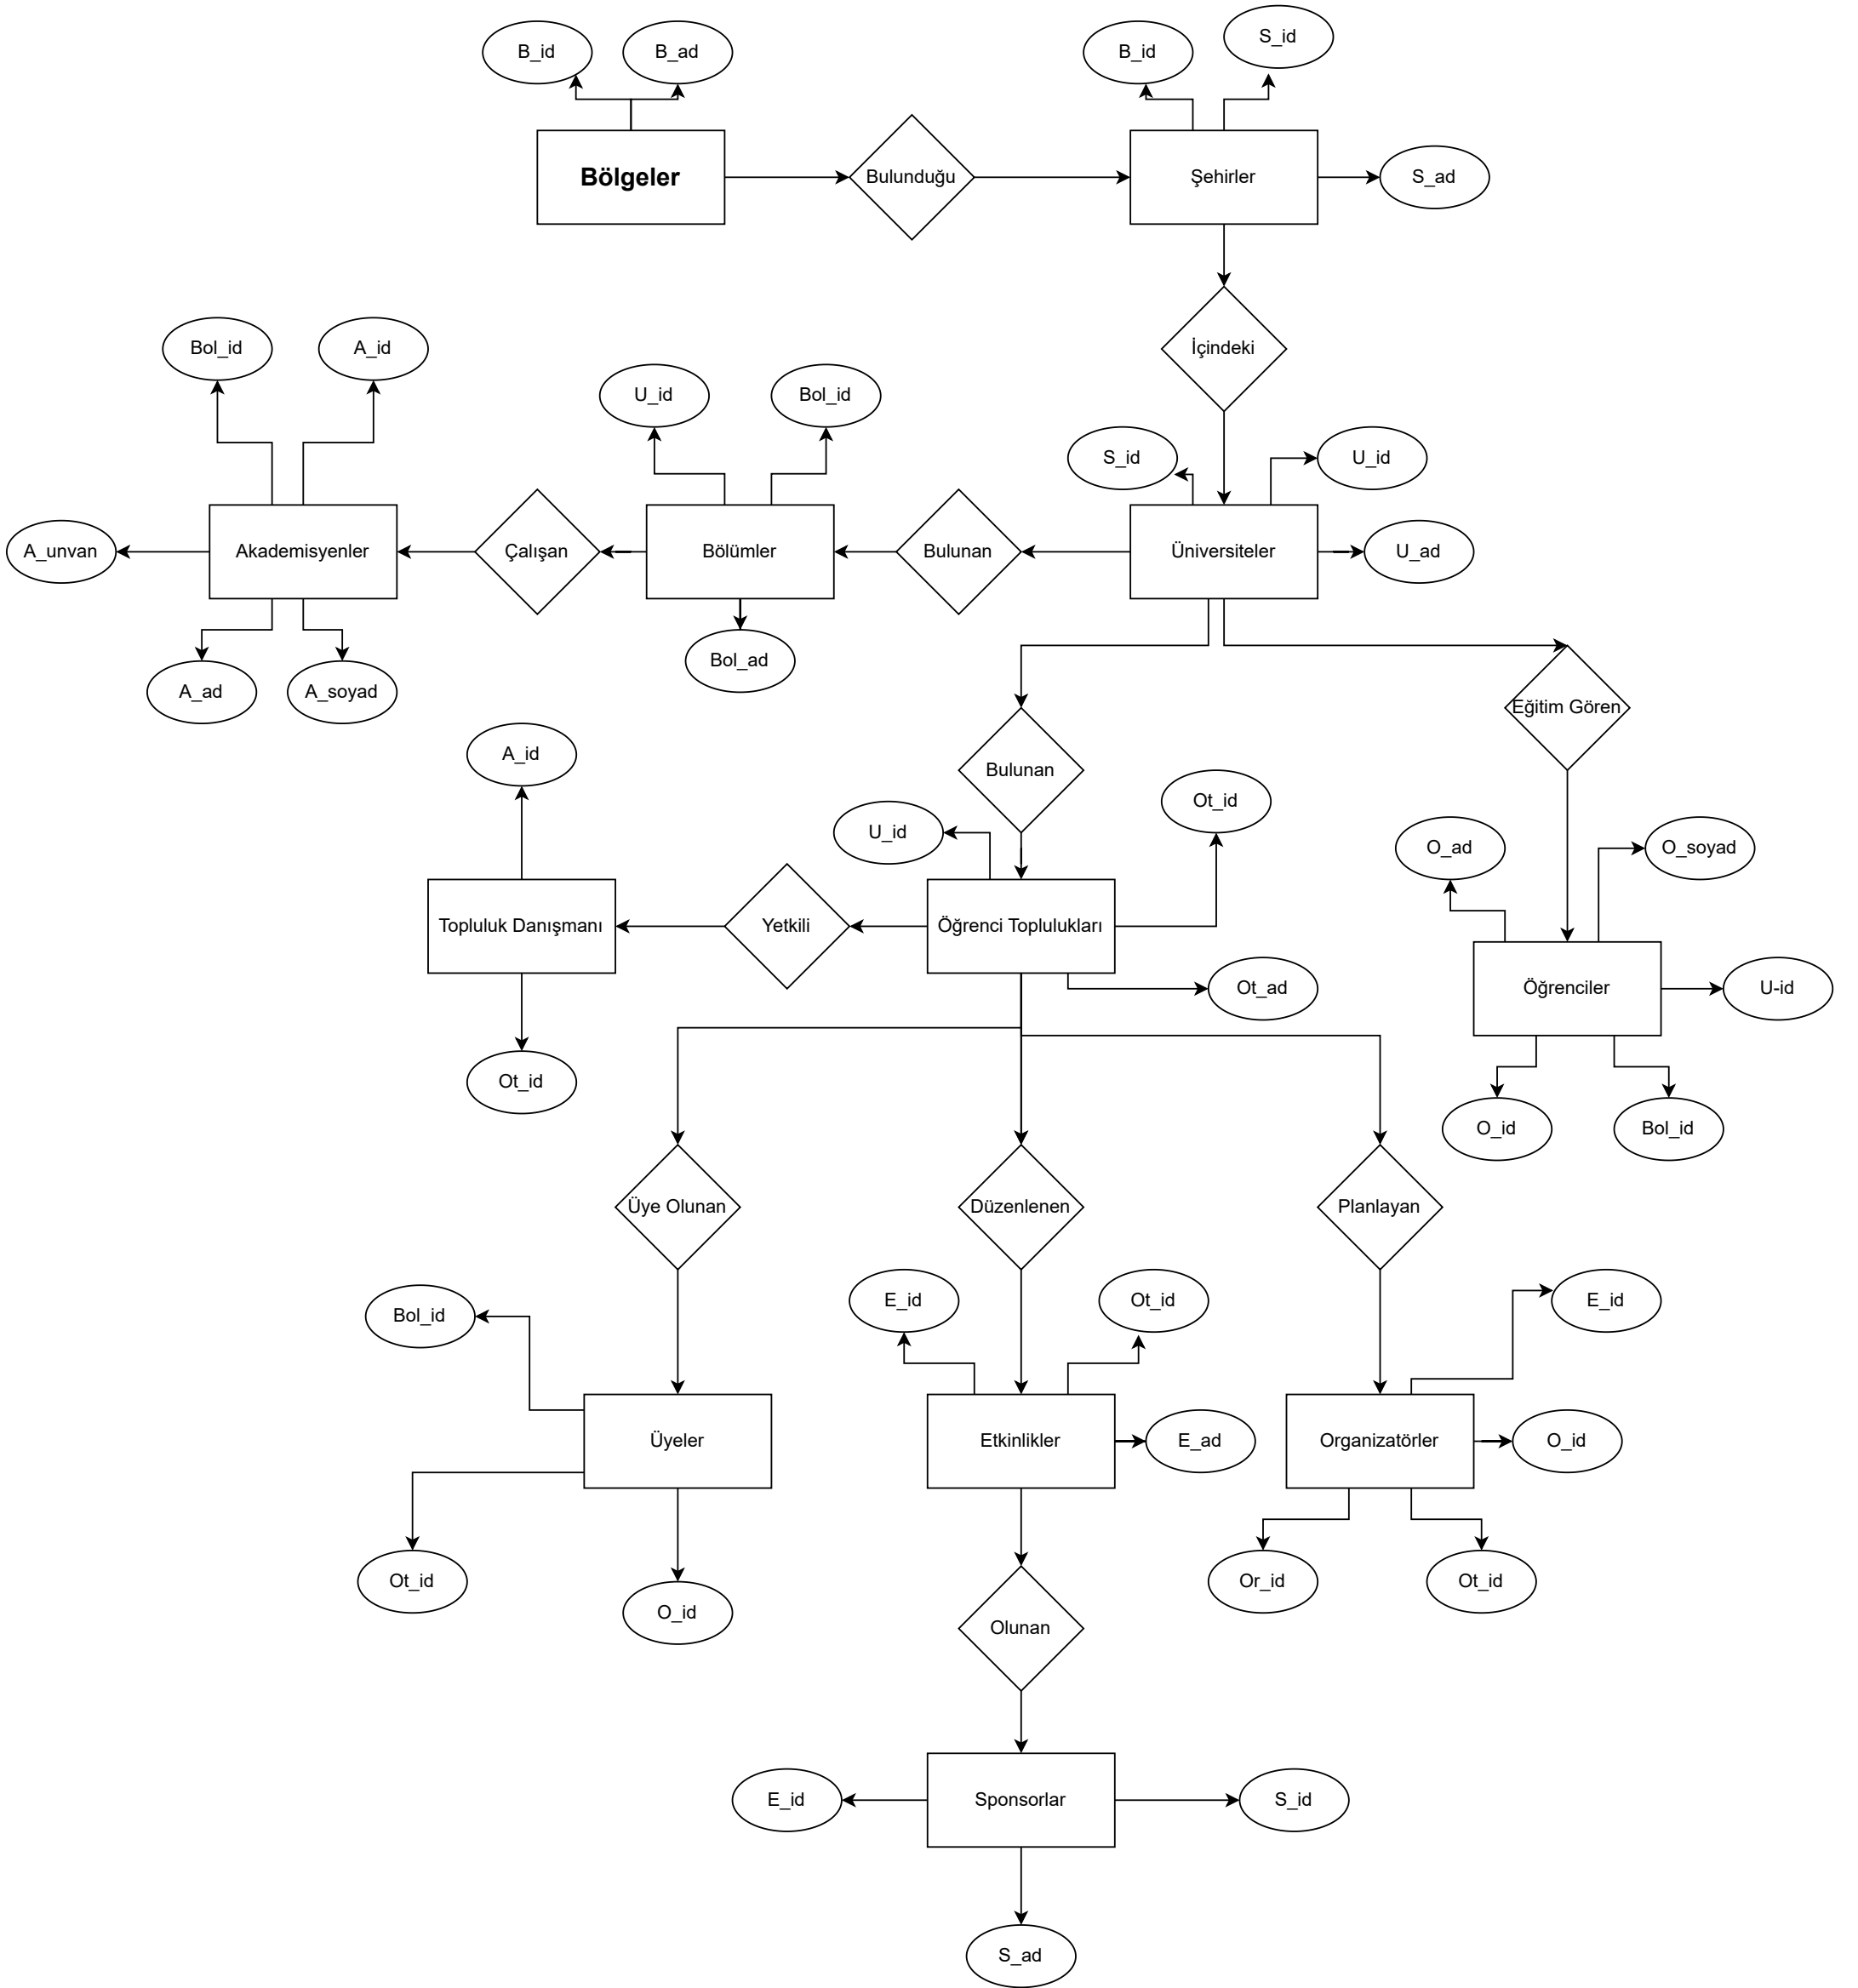 B_id
B_ad
B_id
S_id
Bölgeler
Bulunduğu
Şehirler
S_ad
İçindeki
Bol_id
A_id
U_id
Bol_id
S_id
U_id
A_unvan
Akademisyenler
Çalışan
Bölümler
Bulunan
Üniversiteler
U_ad
A_ad
A_soyad
Bol_ad
Eğitim Gören
A_id
Bulunan
Ot_id
U_id
O_ad
O_soyad
Topluluk Danışmanı
Yetkili
Öğrenci Toplulukları
Ot_ad
Öğrenciler
U-id
Ot_id
O_id
Bol_id
Üye Olunan
Düzenlenen
Planlayan
Bol_id
E_id
Ot_id
E_id
Üyeler
Etkinlikler
E_ad
Organizatörler
O_id
Ot_id
O_id
Or_id
Ot_id
Olunan
E_id
Sponsorlar
S_id
S_ad